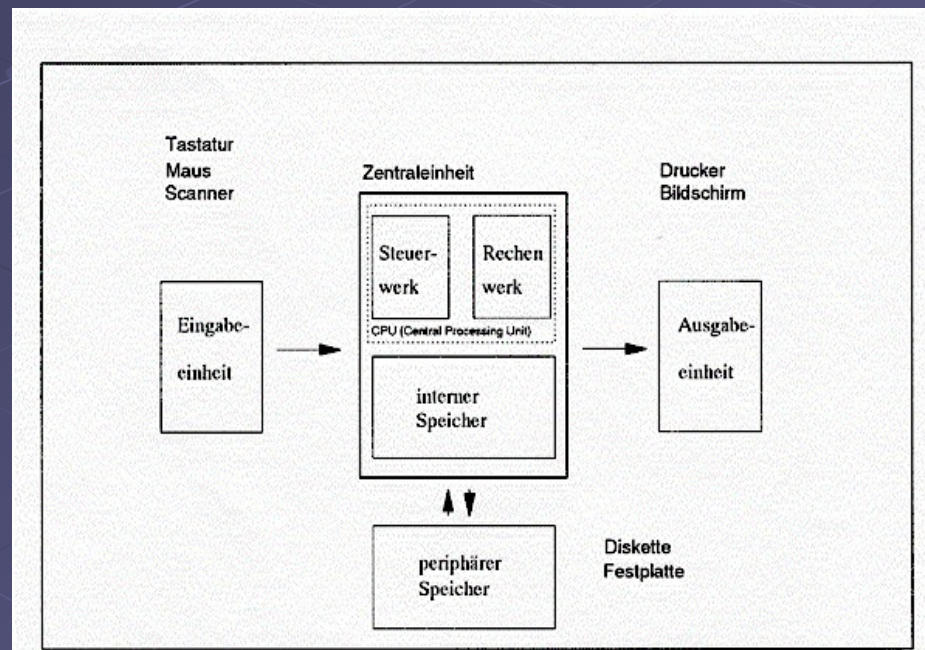 Tastatur
Maus
Scanner
Zentraleinheit
Drucker
Bildschirm
Steuer-
werk
Rechen
werk
CPU (Central Processing Unit)
Eingabe-
einheit
Ausgabe-
einheit
interner
Speicher
periphärer
Speicher
Diskette
Festplatte